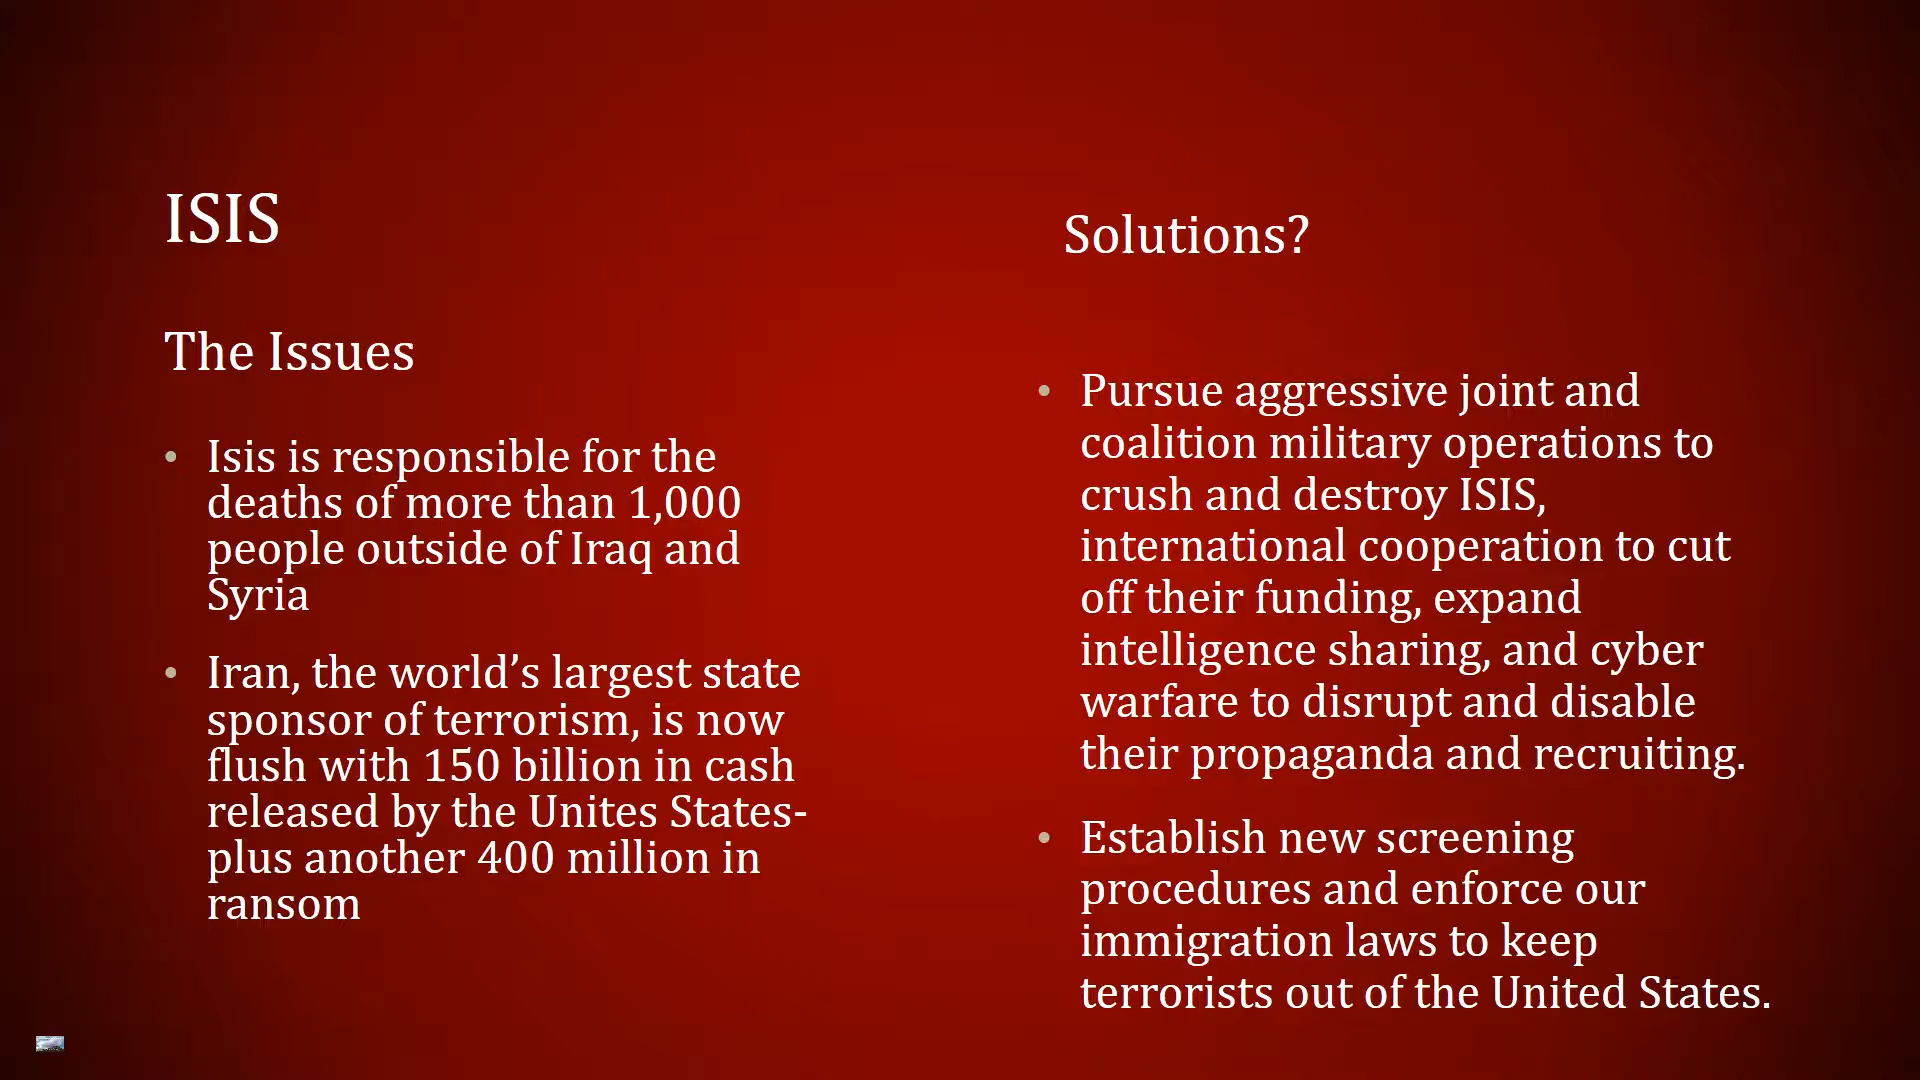 ISIS
The Issues
• Isis is responsible for the
deaths of more than 1,000
people outside of Iraq and
Syria
• Iran, the world’s largest state
sponsor of terrorism, is now
flush with 150 billion in cash
released by the Unites States-
plus another 400 million in
ransom
Solutions?
• Pursue aggressive joint and
coalition military operations to
crush and destroy ISIS,
international cooperation to cut
off their funding, expand
intelligence sharing, and cyber
warfare to disrupt and disable
their propaganda and recruiting.
• Establish new screening
procedures and enforce our
immigration laws to keep
terrorists out of the United States.